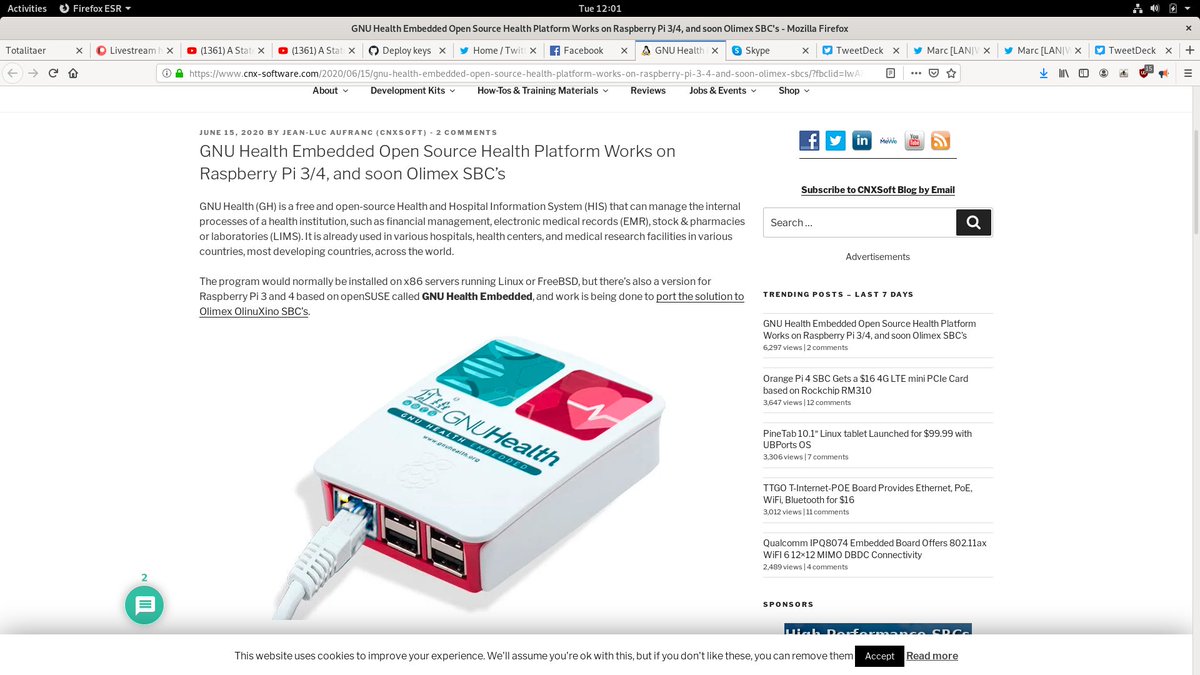 Activities Firefox ESR Tue 12:01
GNU Health Embedded Open Source Health Platform Works on Raspberry Pi 3/4, and soon Olimex SBC's - Mozilla Firefox
Totalitaer Livestream (1361) A Stat (1361) A Stat Deploy keys Home / Twit Facebook GNU Health Skype TweetDeck Marc [LAN]V Marc [LAN]V TweetDeck
https://www.cnx-software.com/2020/06/15/gnu-health-embedded-open-source-health-platform-works-on-raspberry-pi-3-4-and-soon-olimex-sbcs/?fbclid=IwA
15
About Development Kits How-Tos & Training Materials Reviews Jobs & Events Shop
JUNE 15, 2020 BY JEAN-LUC AUFRANC (CNXSOFT) - 2 COMMENTS
GNU Health Embedded Open Source Health Platform Works on
Raspberry Pi 3/4, and soon Olimex SBC's
GNU Health (GH) is a free and open-source Health and Hospital Information System (HIS) that can manage the internal
processes of a health institution, such as financial management, electronic medical records (EMR), stock & pharmacies
or laboratories (LIMS). It is already used in various hospitals, health centers, and medical research facilities in various
countries, most developing countries, across the world.
The program would normally be installed on x86 servers running Linux or FreeBSD, but there's also a version for
Raspberry Pi 3 and 4 based on openSUSE called GNU Health Embedded, and work is being done to port the solution to
Olimex OlinuXino SBC's.
GNUHealth
GNU HEALTH EMBEDDED
www.gnuhealth.org
2
in MeWe You Tube
Subscribe to CNXSoft Blog by Email
Search ...
Advertisements
TRENDING POSTS – LAST 7 DAYS
GNU Health Embedded Open Source Health Platform
Works on Raspberry Pi 3/4, and soon Olimex SBC's
6,297 views | 2 comments
Orange Pi 4 SBC Gets a $16 4G LTE mini PCIe Card
based on Rockchip RM310
3,647 views | 12 comments
PineTab 10.1″ Linux tablet Launched for $99.99 with
UBPorts OS
3,306 views | 7 comments
TTGO T-Internet-POE Board Provides Ethernet, PoE,
WiFi, Bluetooth for $16
3,012 views | 11 comments
Qualcomm IPQ8074 Embedded Board Offers 802.11ax
WiFI 6 12×12 MIMO DBDC Connectivity
2,489 views | 4 comments
SPONSORS
High Performance SBCs
This website uses cookies to improve your experience. We'll assume you're ok with this, but if you don't like these, you can remove them Accept Read more